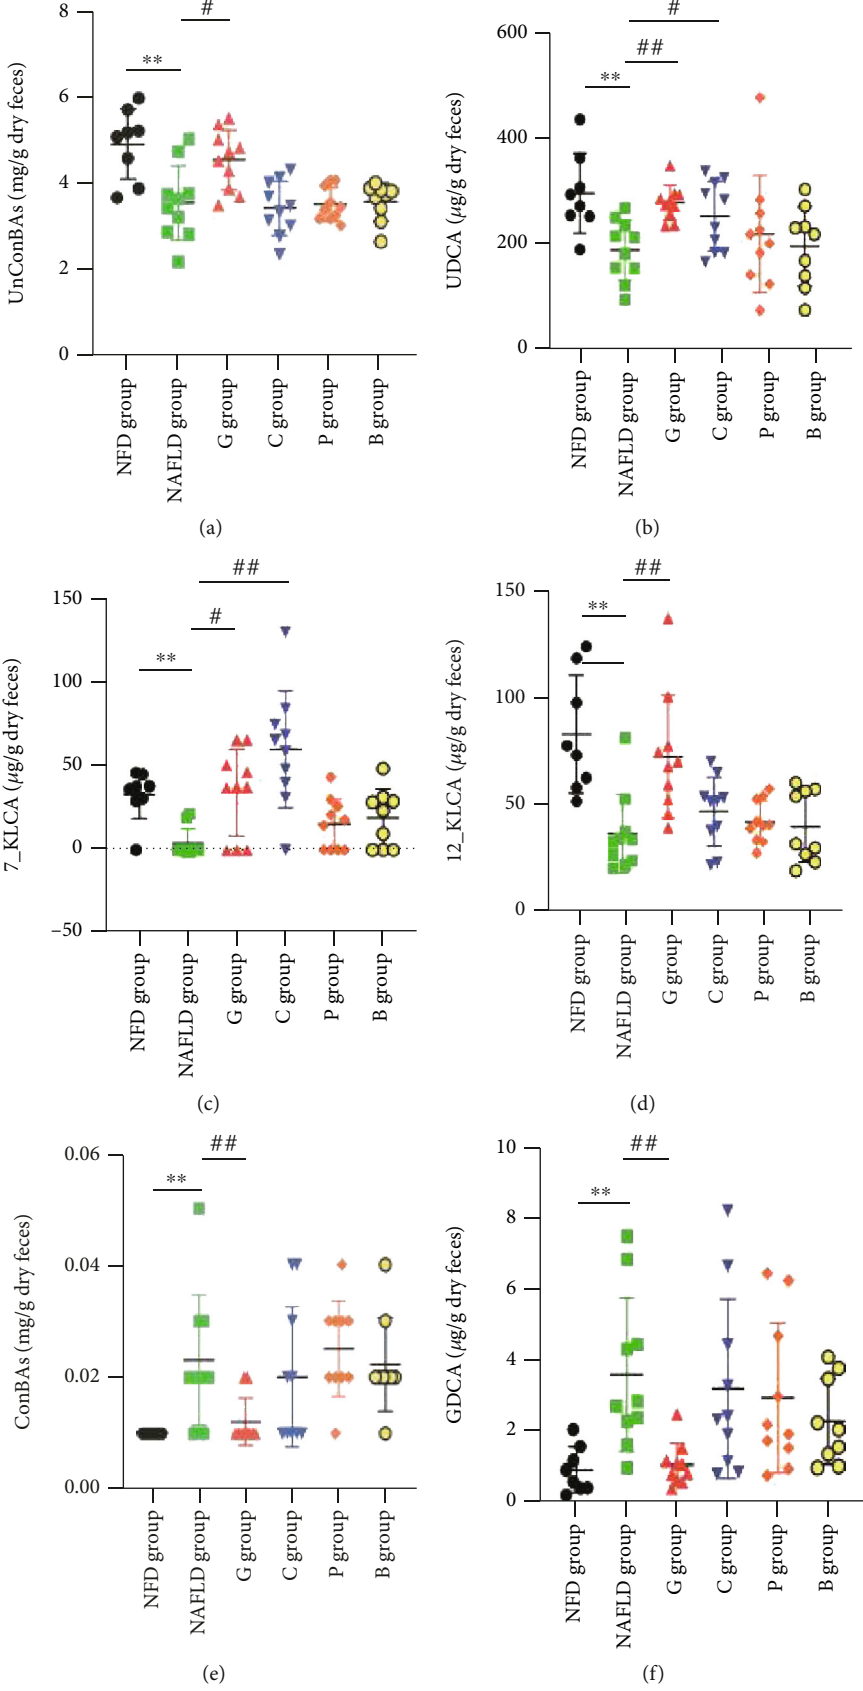 #
**
8
6
4
2
0
UnConBAs (mg/g dry feces)
NFD group
NAFLD group
G group
C group
P group
B group
(a)
#
##
**
600
400
200
0
UDCA (µg/g dry feces)
NFD group
NAFLD group
G group
C group
P group
B group
(b)
##
#
**
150
100
50
0
–50
7_KLCA (µg/g dry feces)
NFD group
NAFLD group
G group
C group
P group
B group
(c)
##
**
150
100
50
0
12_KLCA (µg/g dry feces)
NFD group
NAFLD group
G group
C group
P group
B group
(d)
##
**
0.06
0.04
0.02
0.00
ConBAs (mg/g dry feces)
NFD group
NAFLD group
G group
C group
P group
B group
(e)
##
**
10
8
6
4
2
0
GDCA (µg/g dry feces)
NFD group
NAFLD group
G group
C group
P group
B group
(f)